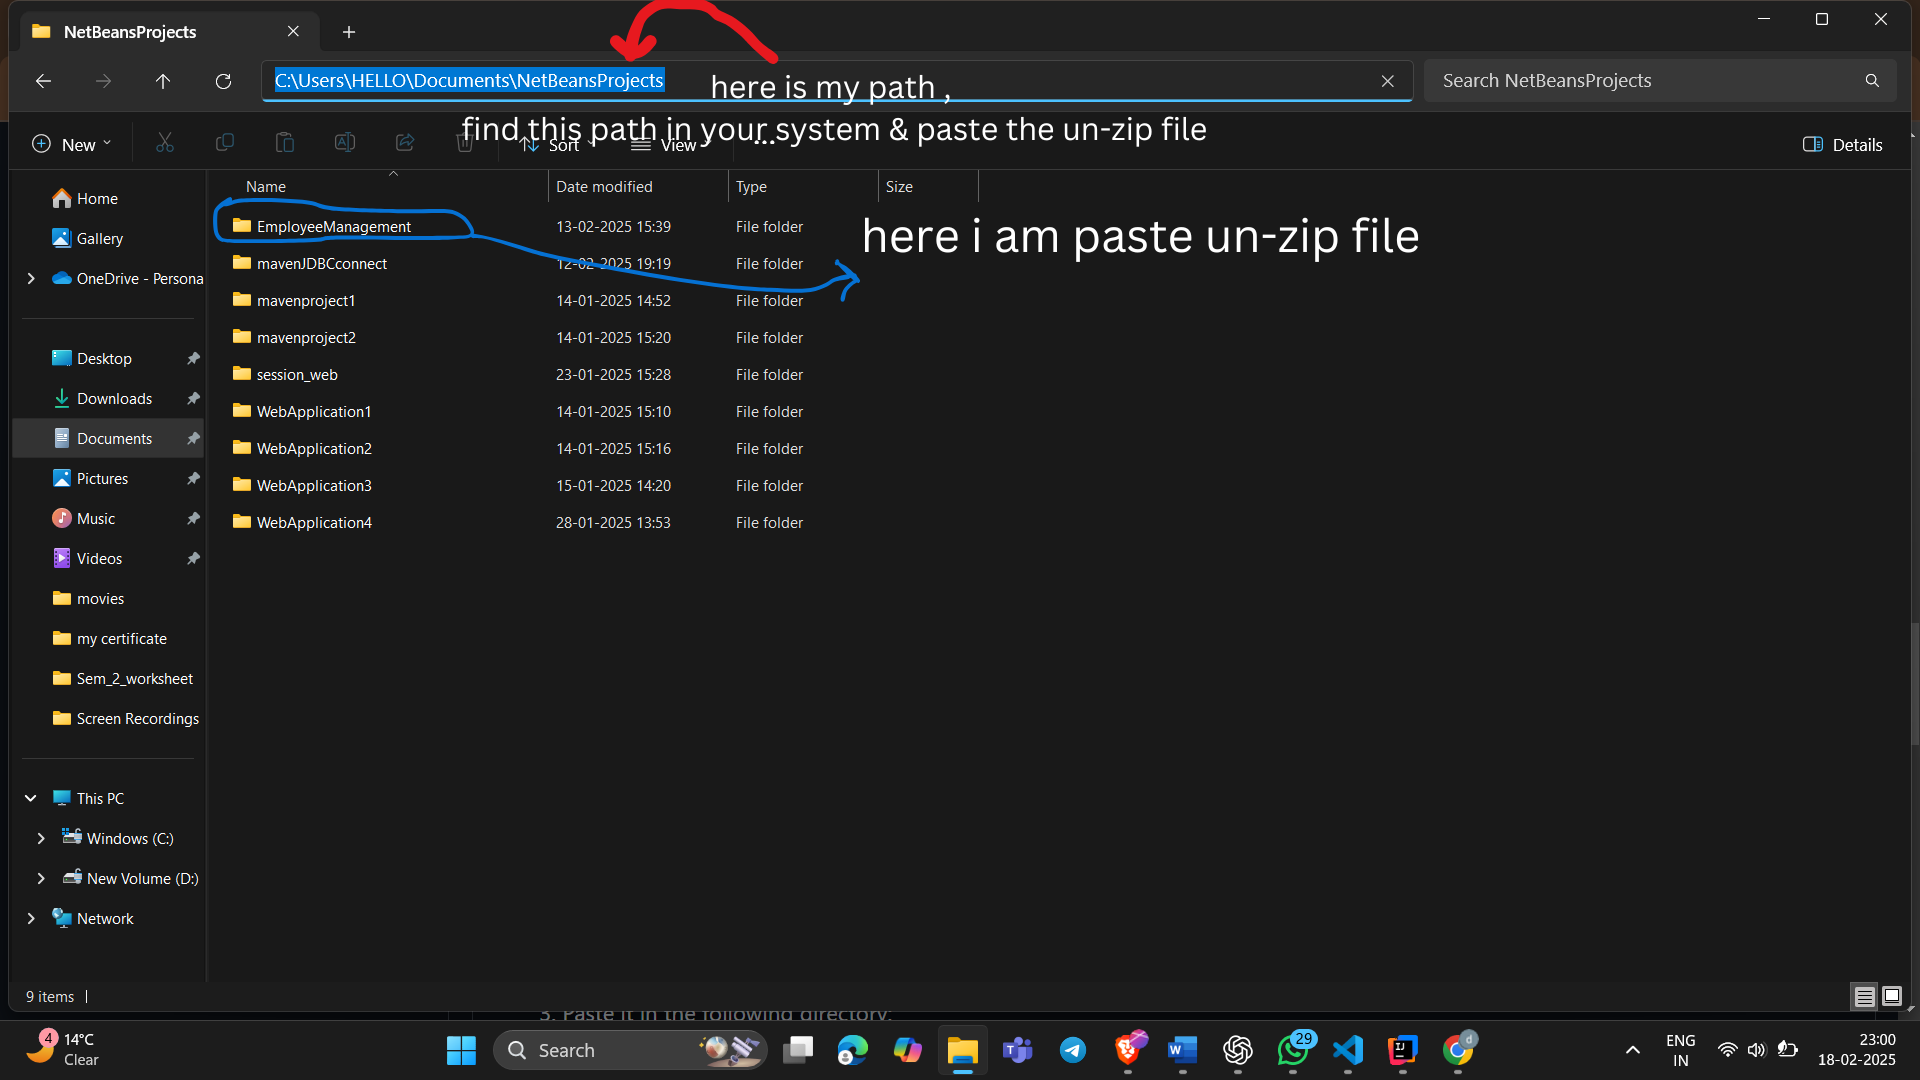 NetBeansProjects
C:\Users\HELLO\Documents\NetBeansProjects
Search NetBeansProjects
here is my path ,
find this path in your system & paste the un-zip file
New
Sort
View
Details
Name
Date modified
Type
Size
Home
Gallery
OneDrive - Persona
Desktop
Downloads
Documents
Pictures
Music
Videos
movies
my certificate
Sem_2_worksheet
Screen Recordings
This PC
Windows (C:)
New Volume (D:)
Network
EmployeeManagement 13-02-2025 15:39 File folder
here i am paste un-zip file
mavenJDBCconnect 12-02-2025 19:19 File folder
mavenproject1 14-01-2025 14:52 File folder
mavenproject2 14-01-2025 15:20 File folder
session_web 23-01-2025 15:28 File folder
WebApplication1 14-01-2025 15:10 File folder
WebApplication2 14-01-2025 15:16 File folder
WebApplication3 15-01-2025 14:20 File folder
WebApplication4 28-01-2025 13:53 File folder
9 items
3. Paste it in the following directory:
4
14°C
Clear
Search
29
d
ENG
IN
23:00
18-02-2025